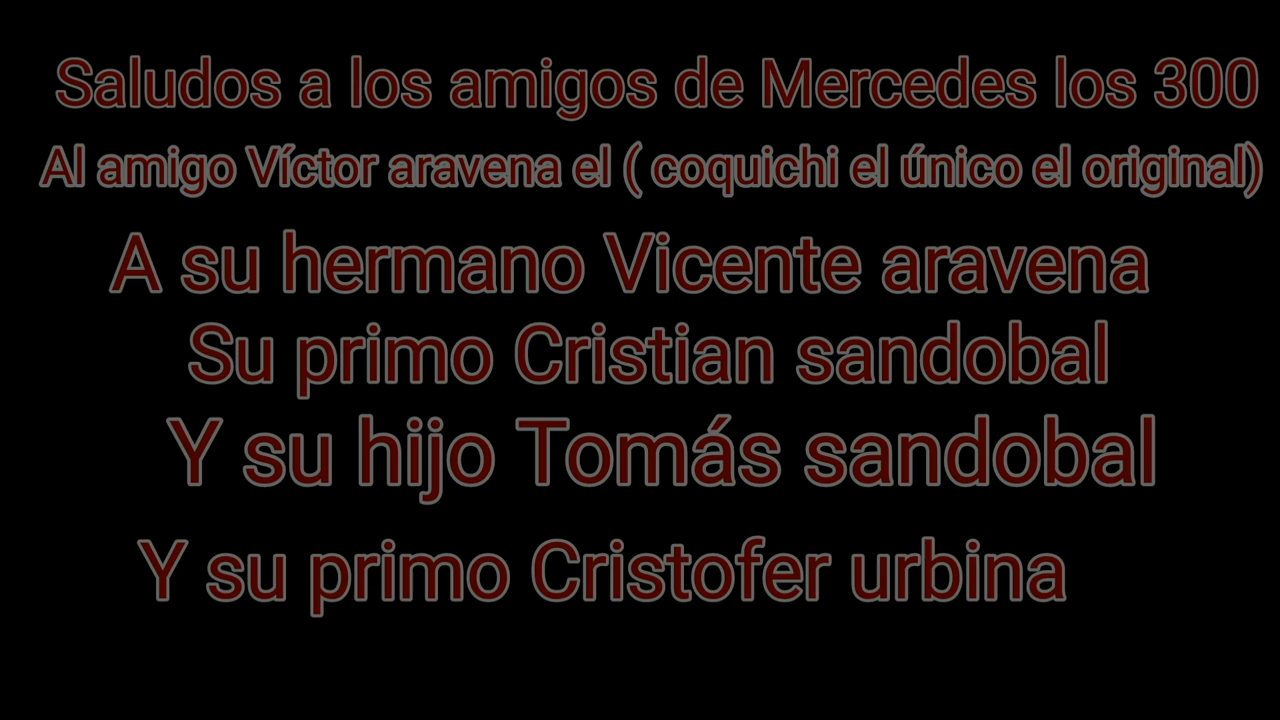 Saludos a los amigos de Mercedes los 300
Al amigo Víctor aravena el ( coquichi el único el original)
A su hermano Vicente aravena
Su primo Cristian sandobal
Y su hijo Tomás sandobal
Y su primo Cristofer urbina